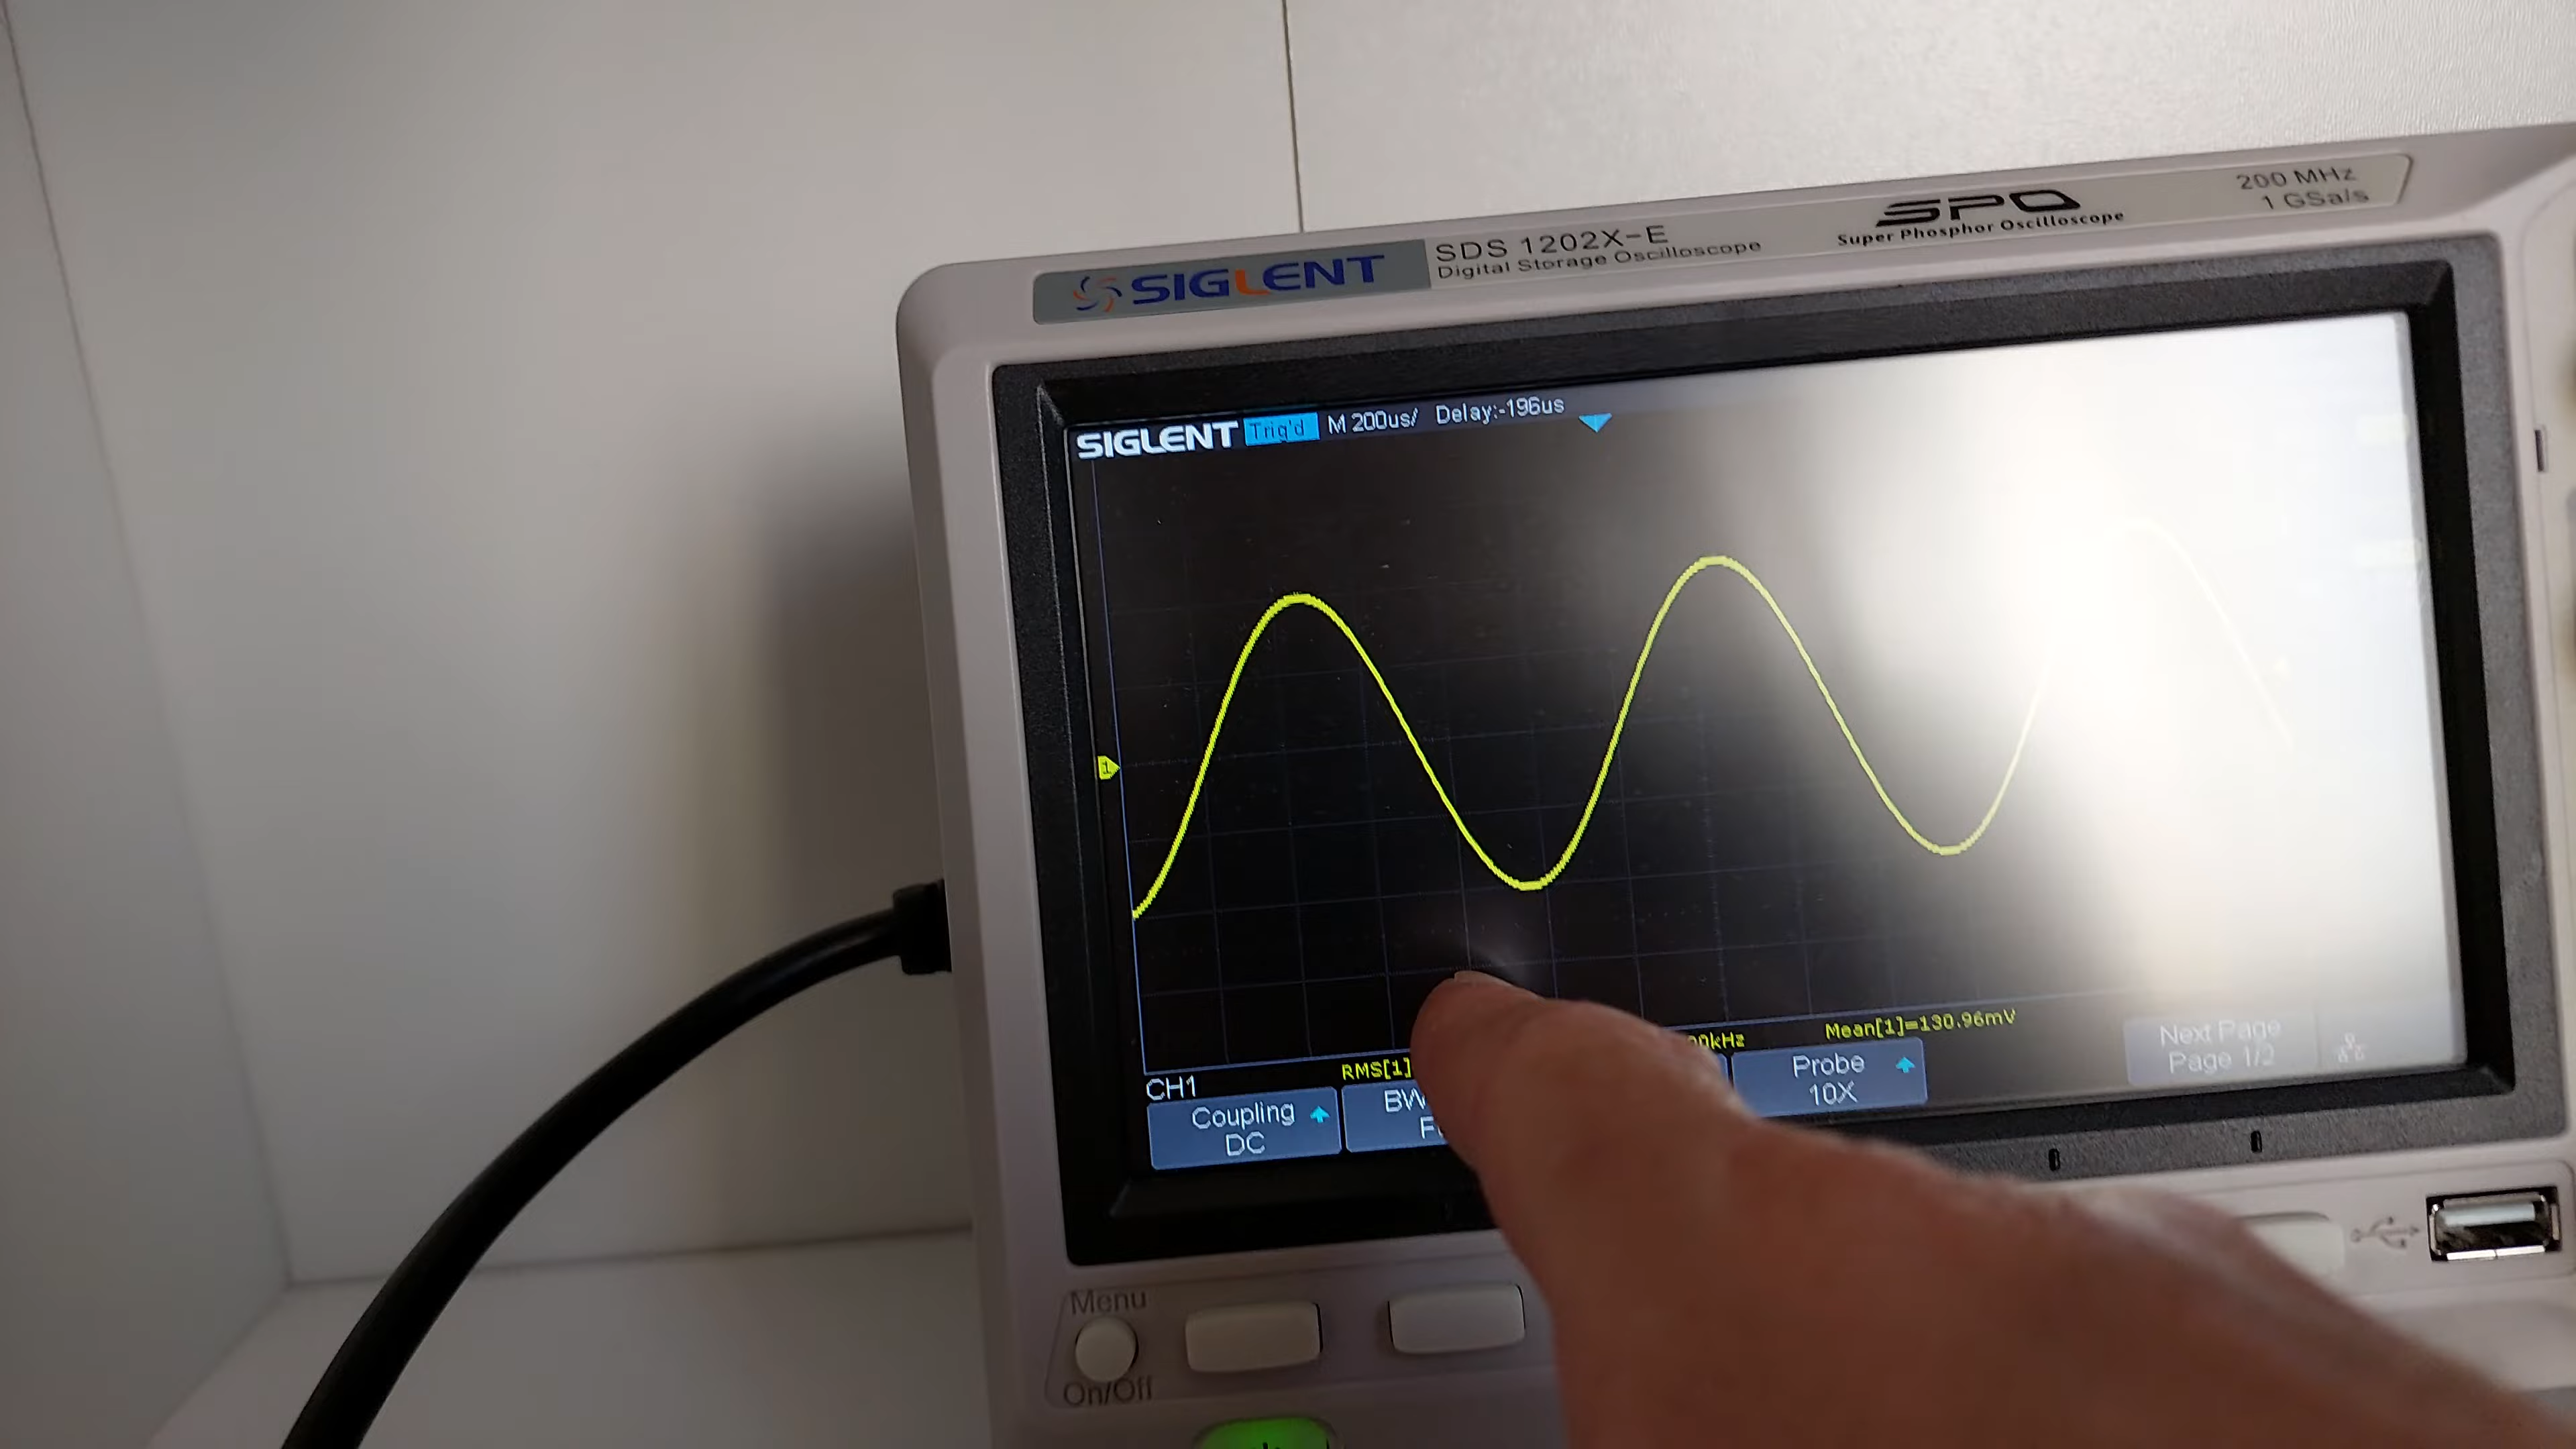 SIGLENT
SDS 1202X-E
Digital Storage Oscilloscope
SPO
Super Phosphor Oscilloscope
200 MHz
1 GSa/s
SIGLENT Trig'd M 200us/ Delay:-196us
1
RMS[1] 00kHz Mean[1]=130.96mV
CH1
Coupling
DC
BW
Probe
10X
Next Page
Page 1/2
Menu
On/Off